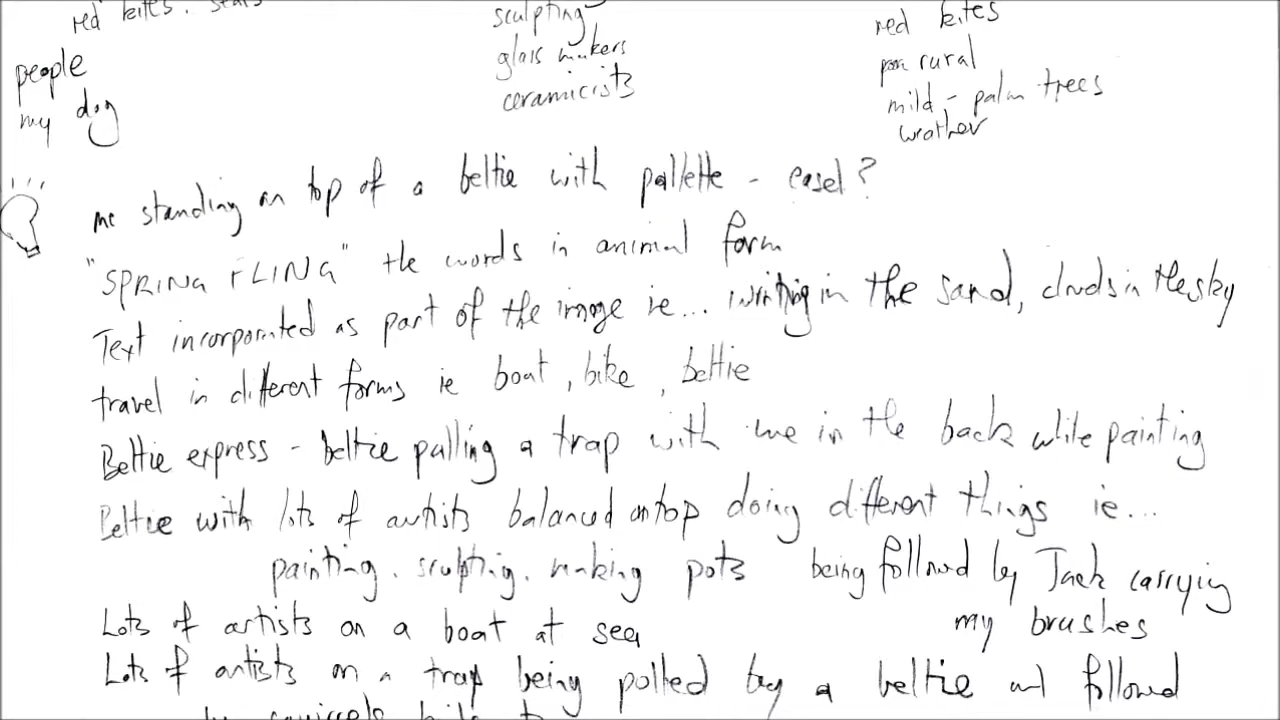 red kites. seals
people
my dog
sculpting
glass makers
ceramicists
red kites
rural
mild - palm trees
weather
me standing on top of a beltie with pallette - easel?
"SPRING FLING" the words in animal form
Text incorporated as part of the image ie... writing in the sand, clouds in the sky
travel in different forms ie boat, bike, beltie
Beltie express - beltie pulling a trap with me in the back while painting
Beltie with lots of artists balanced on top doing different things ie...
painting. sculpting. making pots being followed by Jack carrying
my brushes
Lots of artists on a boat at sea
Lots of artists on a trap being polled by a beltie and followed
by squirrels kite